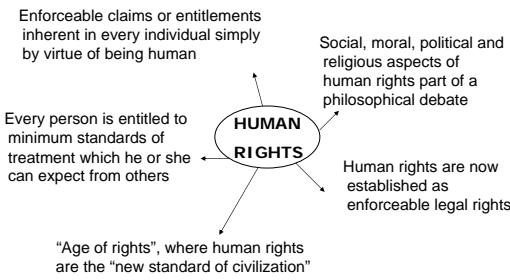 Enforceable claims or entitlements
inherent in every individual simply
by virtue of being human
Social, moral, political and
religious aspects of
human rights part of a
philosophical debate
Every person is entitled to
minimum standards of
treatment which he or she
can expect from others
HUMAN
RIGHTS
Human rights are now
established as
enforceable legal rights
“Age of rights”, where human rights
are the “new standard of civilization”